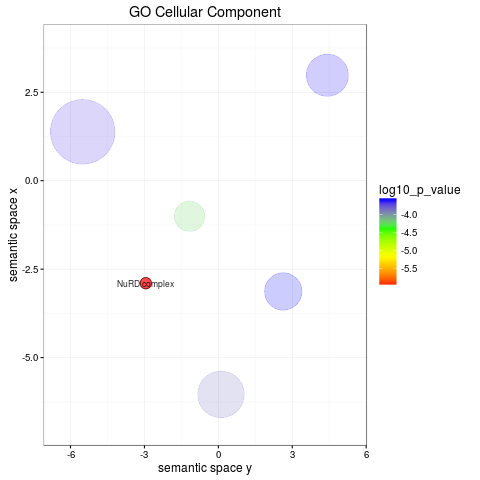 GO Cellular Component
semantic space x
2.5
0.0
-2.5
-5.0
NuRD complex
-6
-3
0
3
6
semantic space y
log10_p_value
-4.0
-4.5
-5.0
-5.5